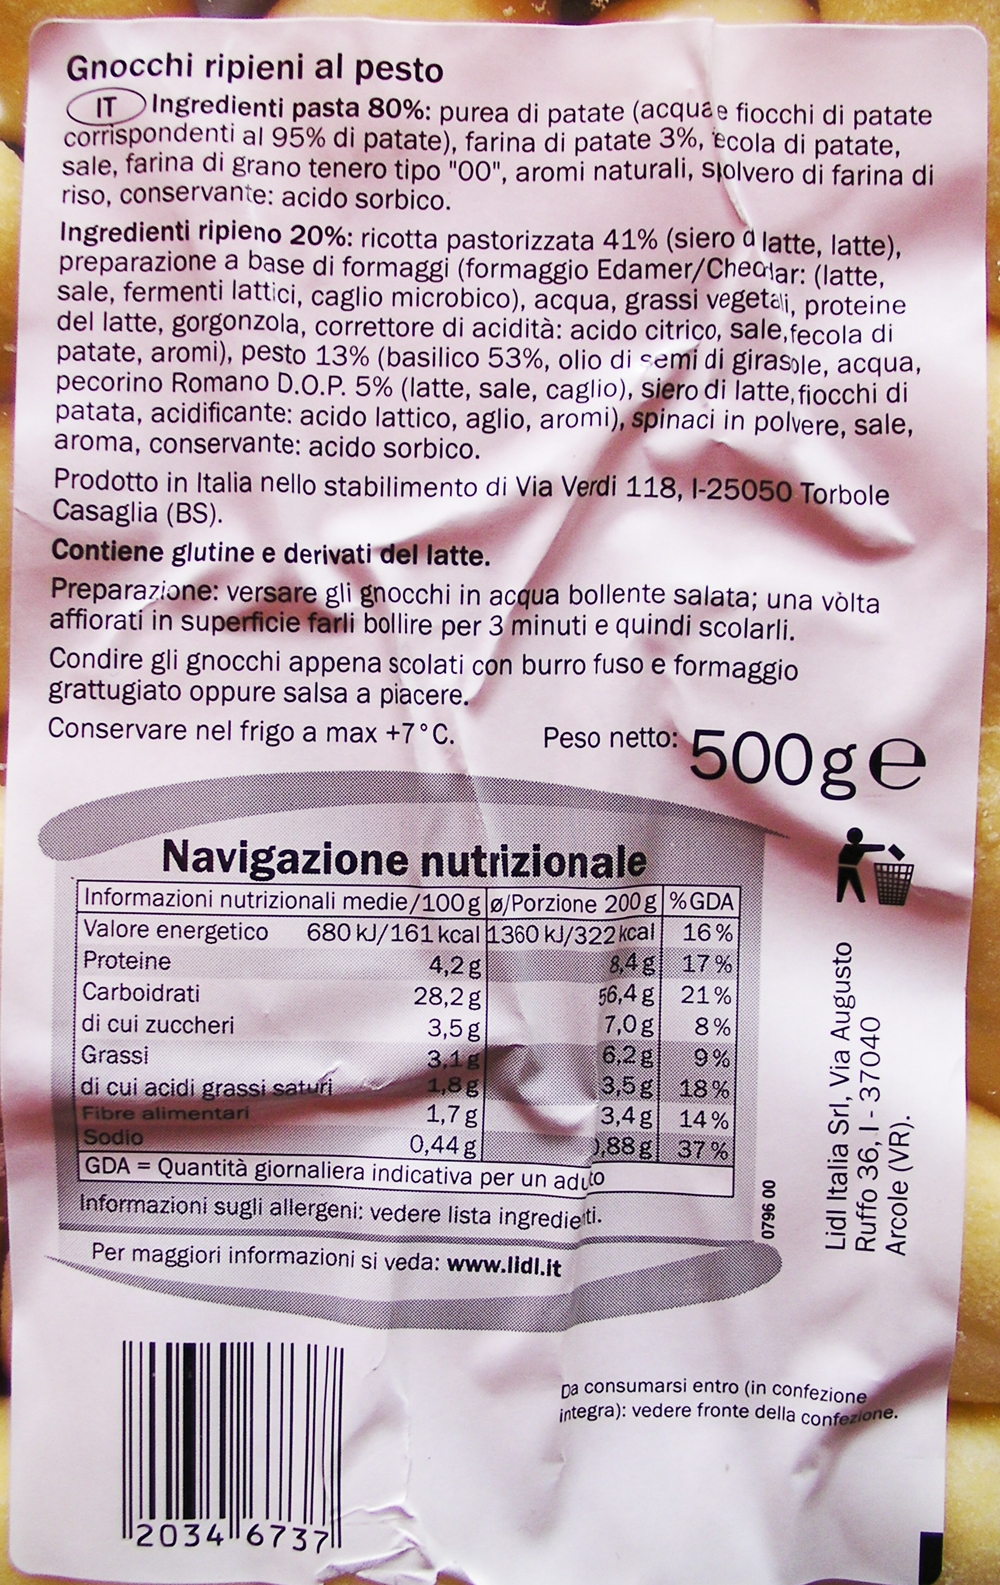 Gnocchi ripieni al pesto
IT Ingredienti pasta 80%: purea di patate (acqua e fiocchi di patate
corrispondenti al 95% di patate), farina di patate 3%, fecola di patate,
sale, farina di grano tenero tipo "00", aromi naturali, spolvero di farina di
riso, conservante: acido sorbico.
Ingredienti ripieno 20%: ricotta pastorizzata 41% (siero di latte, latte),
preparazione a base di formaggi (formaggio Edamer/Cheddar: (latte,
sale, fermenti lattici, caglio microbico), acqua, grassi vegetali, proteine
del latte, gorgonzola, correttore di acidità: acido citrico, sale, fecola di
patate, aromi), pesto 13% (basilico 53%, olio di semi di girasole, acqua,
pecorino Romano D.O.P. 5% (latte, sale, caglio), siero di latte, fiocchi di
patata, acidificante: acido lattico, aglio, aromi), spinaci in polvere, sale,
aroma, conservante: acido sorbico.
Prodotto in Italia nello stabilimento di Via Verdi 118, I-25050 Torbole
Casaglia (BS).
Contiene glutine e derivati del latte.
Preparazione: versare gli gnocchi in acqua bollente salata; una vòlta
affiorati in superficie farli bollire per 3 minuti e quindi scolarli.
Condire gli gnocchi appena scolati con burro fuso e formaggio
grattugiato oppure salsa a piacere.
Conservare nel frigo a max +7°C.
Peso netto: 500g e
Navigazione nutrizionale
Informazioni nutrizionali medie/100g ø/Porzione 200g %GDA
Valore energetico 680 kJ/161 kcal 1360 kJ/322 kcal 16%
Proteine 4,2g 8,4g 17%
Carboidrati 28,2g 56,4g 21%
di cui zuccheri 3,5g 7,0g 8%
Grassi 3,1g 6,2g 9%
di cui acidi grassi saturi 1,8g 3,5g 18%
Fibre alimentari 1,7g 3,4g 14%
Sodio 0,44g 0,88g 37%
GDA = Quantità giornaliera indicativa per un adulto
Informazioni sugli allergeni: vedere lista ingredienti.
Per maggiori informazioni si veda: www.lidl.it
0796 00
Lidl Italia Srl, Via Augusto
Ruffo 36, I - 37040
Arcole (VR).
Da consumarsi entro (in confezione
integra): vedere fronte della confezione.
2034 6737